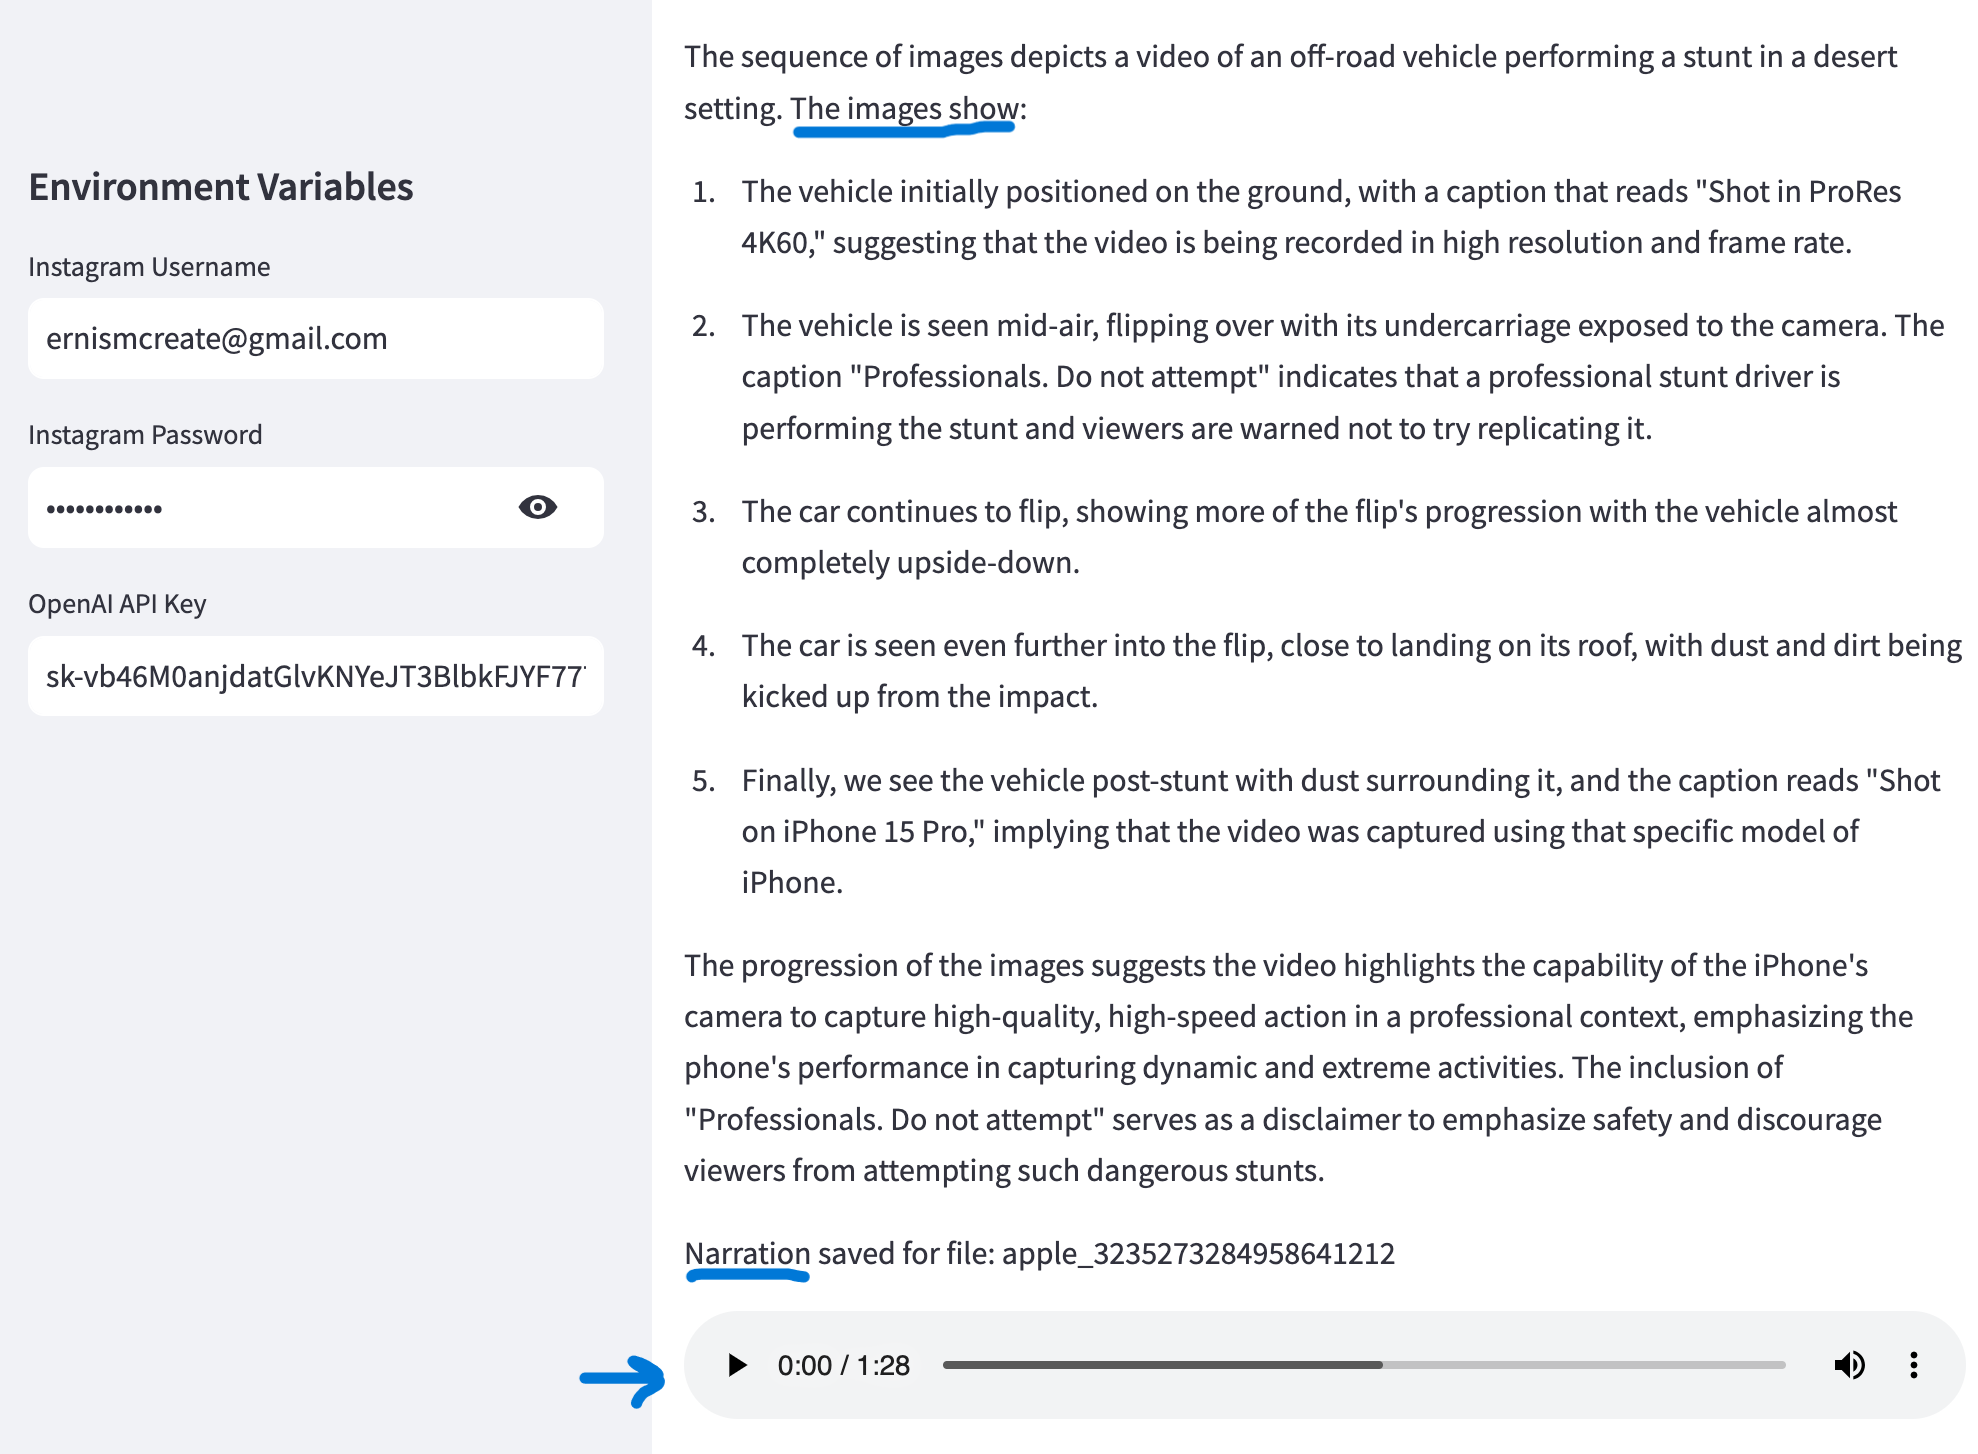 Environment Variables
Instagram Username
ernismcreate@gmail.com
Instagram Password
••••••••••••
OpenAI API Key
sk-vb46M0anjdatGlvKNYeJT3BlbkFJYF77
The sequence of images depicts a video of an off-road vehicle performing a stunt in a desert
setting. The images show:
1. The vehicle initially positioned on the ground, with a caption that reads "Shot in ProRes
4K60," suggesting that the video is being recorded in high resolution and frame rate.
2. The vehicle is seen mid-air, flipping over with its undercarriage exposed to the camera. The
caption "Professionals. Do not attempt" indicates that a professional stunt driver is
performing the stunt and viewers are warned not to try replicating it.
3. The car continues to flip, showing more of the flip's progression with the vehicle almost
completely upside-down.
4. The car is seen even further into the flip, close to landing on its roof, with dust and dirt being
kicked up from the impact.
5. Finally, we see the vehicle post-stunt with dust surrounding it, and the caption reads "Shot
on iPhone 15 Pro," implying that the video was captured using that specific model of
iPhone.
The progression of the images suggests the video highlights the capability of the iPhone's
camera to capture high-quality, high-speed action in a professional context, emphasizing the
phone's performance in capturing dynamic and extreme activities. The inclusion of
"Professionals. Do not attempt" serves as a disclaimer to emphasize safety and discourage
viewers from attempting such dangerous stunts.
Narration saved for file: apple_3235273284958641212
0:00 / 1:28